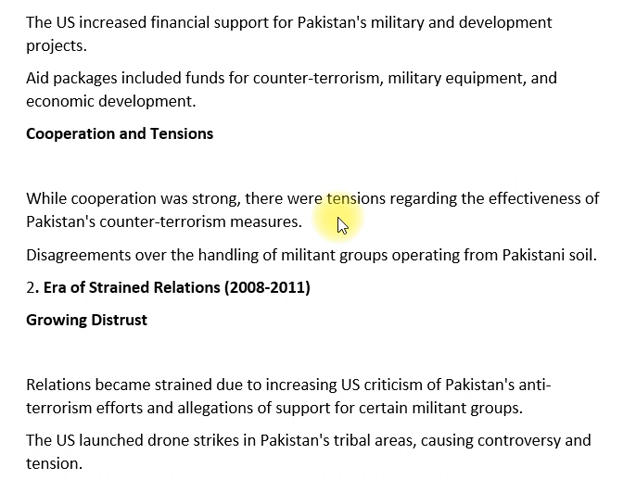 The US increased financial support for Pakistan's military and development
projects.
Aid packages included funds for counter-terrorism, military equipment, and
economic development.
Cooperation and Tensions
While cooperation was strong, there were tensions regarding the effectiveness of
Pakistan's counter-terrorism measures.
Disagreements over the handling of militant groups operating from Pakistani soil.
2. Era of Strained Relations (2008-2011)
Growing Distrust
Relations became strained due to increasing US criticism of Pakistan's anti-
terrorism efforts and allegations of support for certain militant groups.
The US launched drone strikes in Pakistan's tribal areas, causing controversy and
tension.